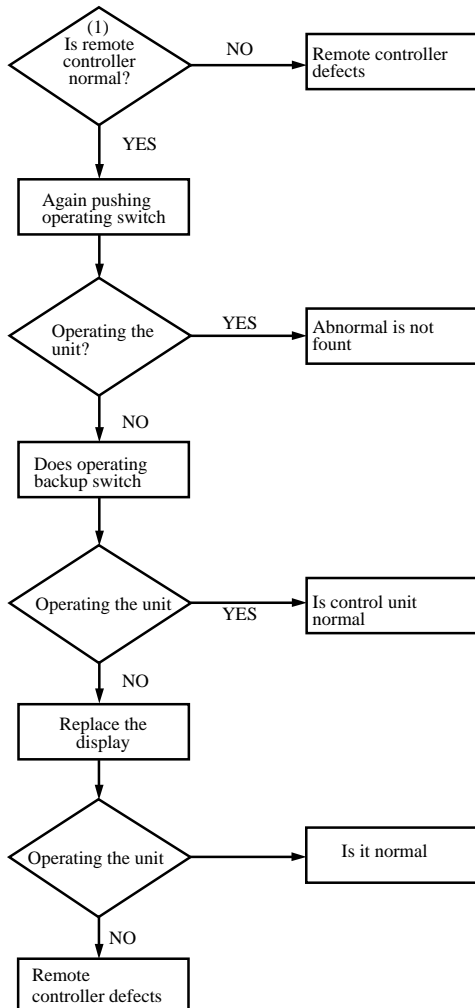 (1)
Is remote
controller
normal?
NO
Remote controller
defects
YES
Again pushing
operating switch
Operating the
unit?
YES
Abnormal is not
fount
NO
Does operating
backup switch
Operating the unit
YES
Is control unit
normal
NO
Replace the
display
Operating the unit
Is it normal
NO
Remote
controller defects